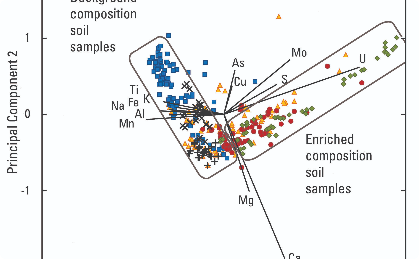 Background
composition
soil
samples
Principal Component 2
1
0
-1
As
Mo
Cu
S
U
Ti
Fe K
Na
Al
Mn
Enriched
composition
soil
samples
Mg
Ca